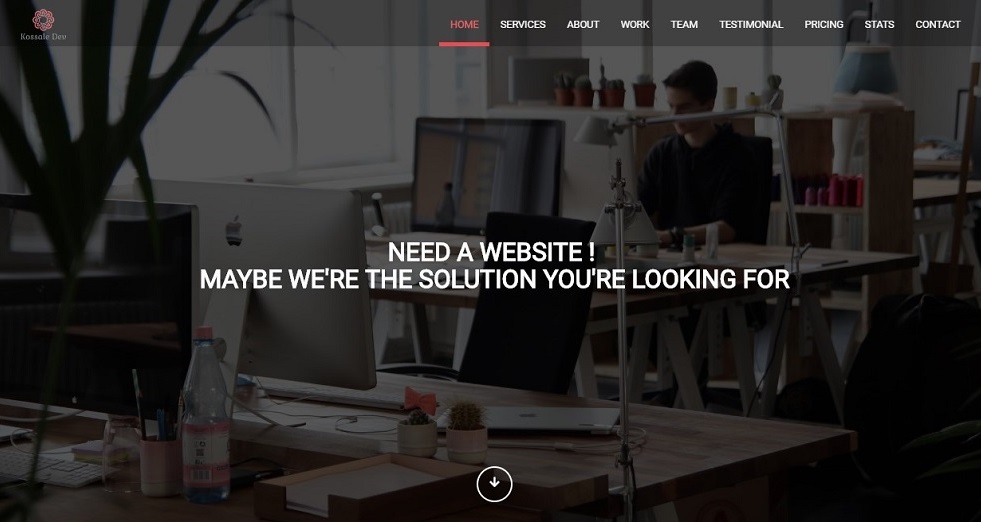 Kossale Dev
HOME SERVICES ABOUT WORK TEAM TESTIMONIAL PRICING STATS CONTACT
NEED A WEBSITE !
MAYBE WE'RE THE SOLUTION YOU'RE LOOKING FOR